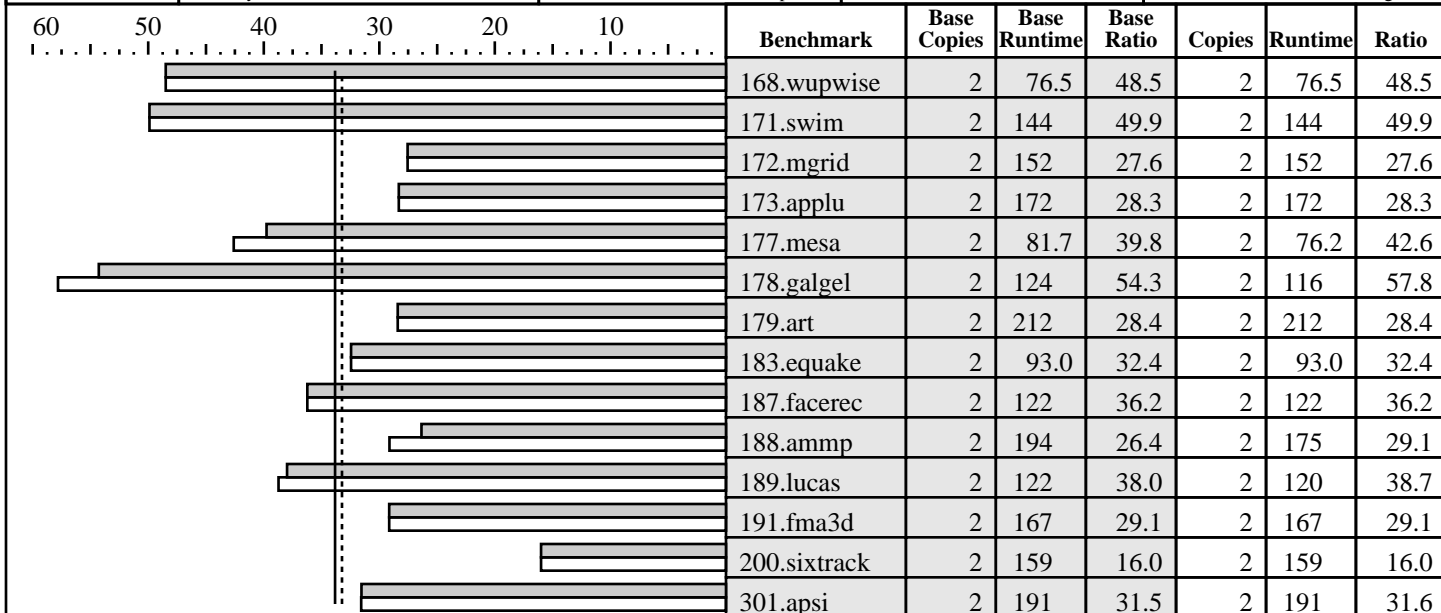 60 50 40 30 20 10
Benchmark Base Copies Base Runtime Base Ratio Copies Runtime Ratio
168.wupwise 2 76.5 48.5 2 76.5 48.5
171.swim 2 144 49.9 2 144 49.9
172.mgrid 2 152 27.6 2 152 27.6
173.applu 2 172 28.3 2 172 28.3
177.mesa 2 81.7 39.8 2 76.2 42.6
178.galgel 2 124 54.3 2 116 57.8
179.art 2 212 28.4 2 212 28.4
183.equake 2 93.0 32.4 2 93.0 32.4
187.facerec 2 122 36.2 2 122 36.2
188.ammp 2 194 26.4 2 175 29.1
189.lucas 2 122 38.0 2 120 38.7
191.fma3d 2 167 29.1 2 167 29.1
200.sixtrack 2 159 16.0 2 159 16.0
301.apsi 2 191 31.5 2 191 31.6